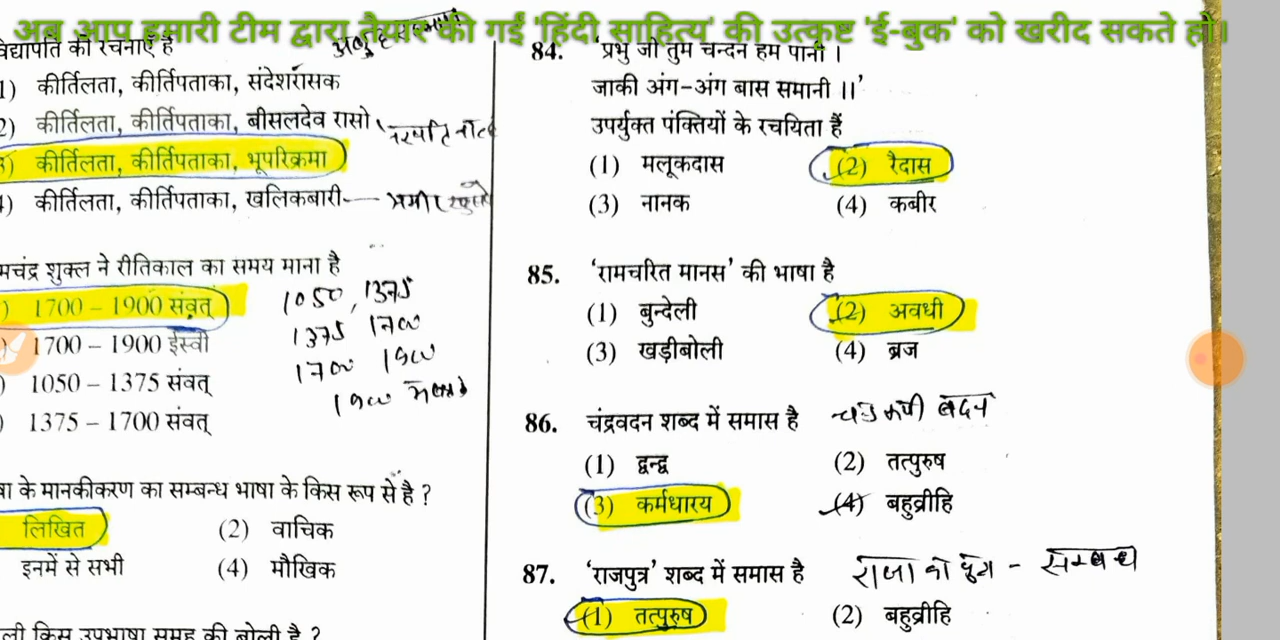 अब आप हमारी टीम द्वारा तैयार की गई 'हिंदी साहित्य' की उत्कृष्ट 'ई-बुक' को खरीद सकते हो।
विद्यापति की रचनाएँ हैं
1) कीर्तिलता, कीर्तिपताका, संदेशरासक
2) कीर्तिलता, कीर्तिपताका, बीसलदेव रासो
3) कीर्तिलता, कीर्तिपताका, भूपरिक्रमा
4) कीर्तिलता, कीर्तिपताका, खलिकबारी
मचंद्र शुक्ल ने रीतिकाल का समय माना है
) 1700 – 1900 संवत् 1050, 1375
) 1700 – 1900 ईस्वी 1375 1700
) 1050 – 1375 संवत् 1700 1900
) 1375 – 1700 संवत् 1900
षा के मानकीकरण का सम्बन्ध भाषा के किस रूप से है ?
लिखित (2) वाचिक
इनमें से सभी (4) मौखिक
ली किस उपभाषा समूह की बोली है ?
84. 'प्रभु जी तुम चन्दन हम पानी ।
जाकी अंग-अंग बास समानी ।।'
उपर्युक्त पंक्तियों के रचयिता हैं
(1) मलूकदास (2) रैदास
(3) नानक (4) कबीर
85. 'रामचरित मानस' की भाषा है
(1) बुन्देली (2) अवधी
(3) खड़ीबोली (4) ब्रज
86. चंद्रवदन शब्द में समास है
(1) द्वन्द्व (2) तत्पुरुष
(3) कर्मधारय (4) बहुव्रीहि
87. 'राजपुत्र' शब्द में समास है
(1) तत्पुरुष (2) बहुव्रीहि